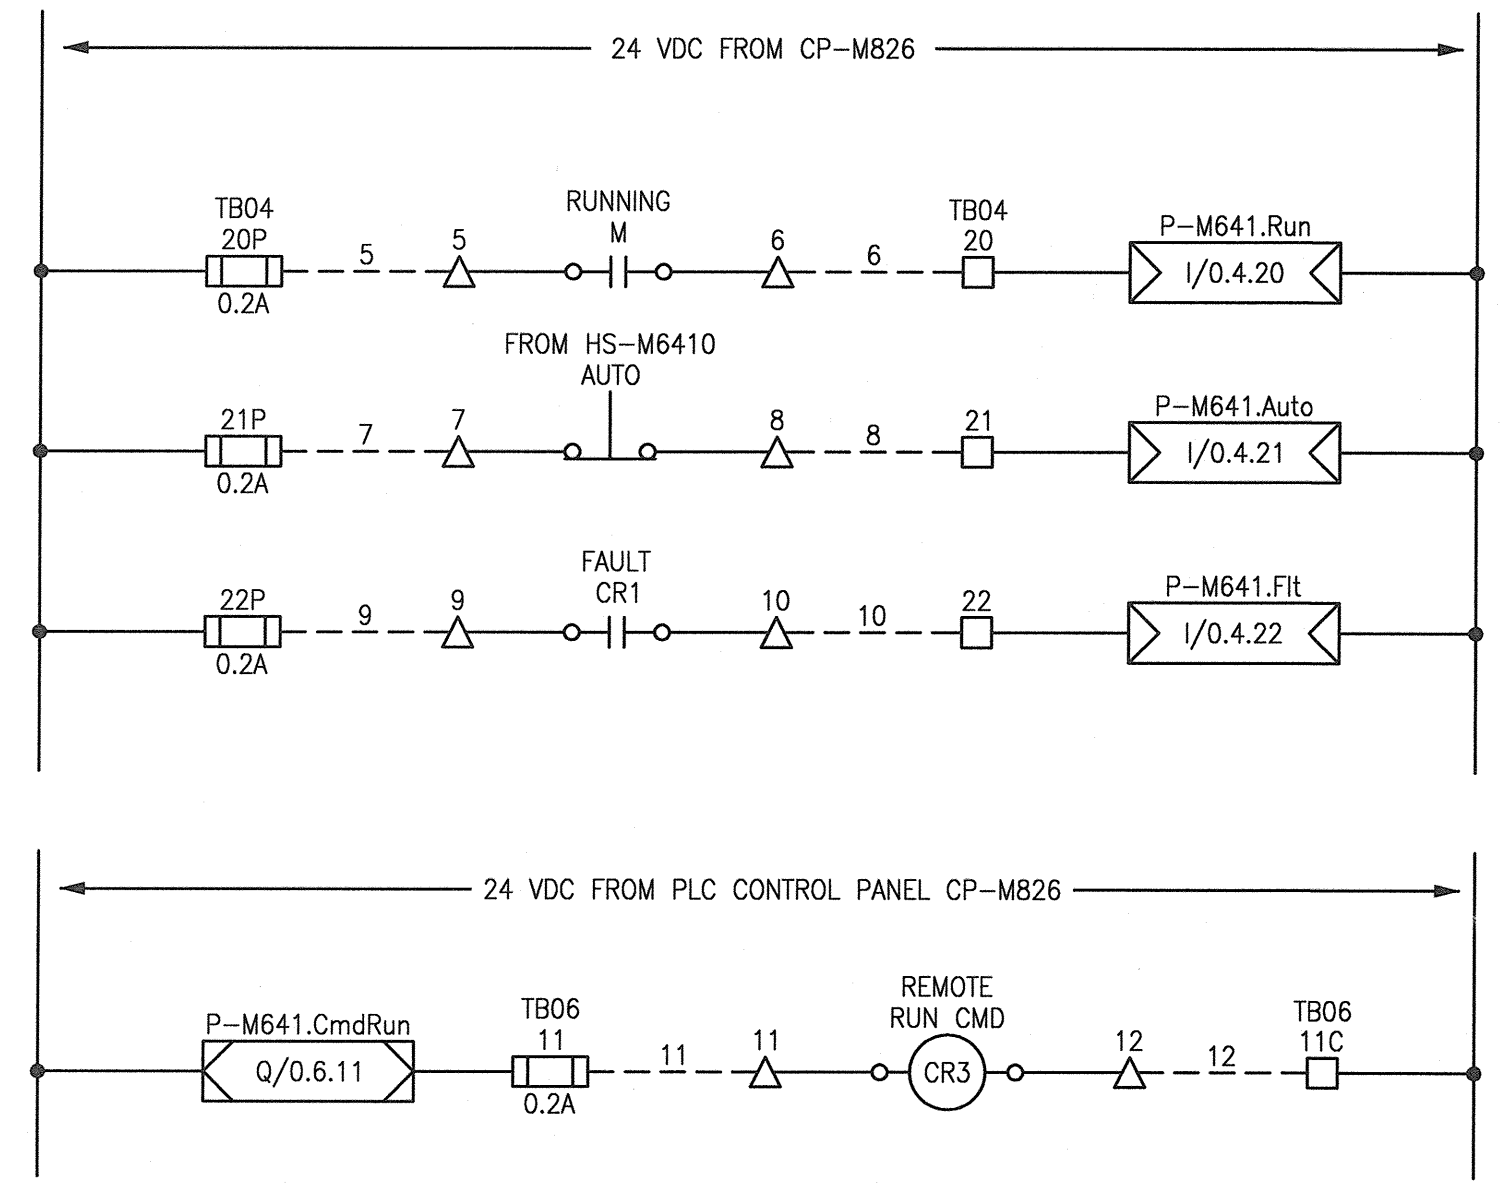 24 VDC FROM CP-M826
TB04
20P
0.2A
5
5
RUNNING
M
6
6
TB04
20
P-M641.Run
I/0.4.20
FROM HS-M6410
AUTO
21P
0.2A
7
7
8
8
21
P-M641.Auto
I/0.4.21
FAULT
CR1
22P
0.2A
9
9
10
10
22
P-M641.Flt
I/0.4.22
24 VDC FROM PLC CONTROL PANEL CP-M826
P-M641.CmdRun
Q/0.6.11
TB06
11
0.2A
11
11
REMOTE
RUN CMD
CR3
12
12
TB06
11C